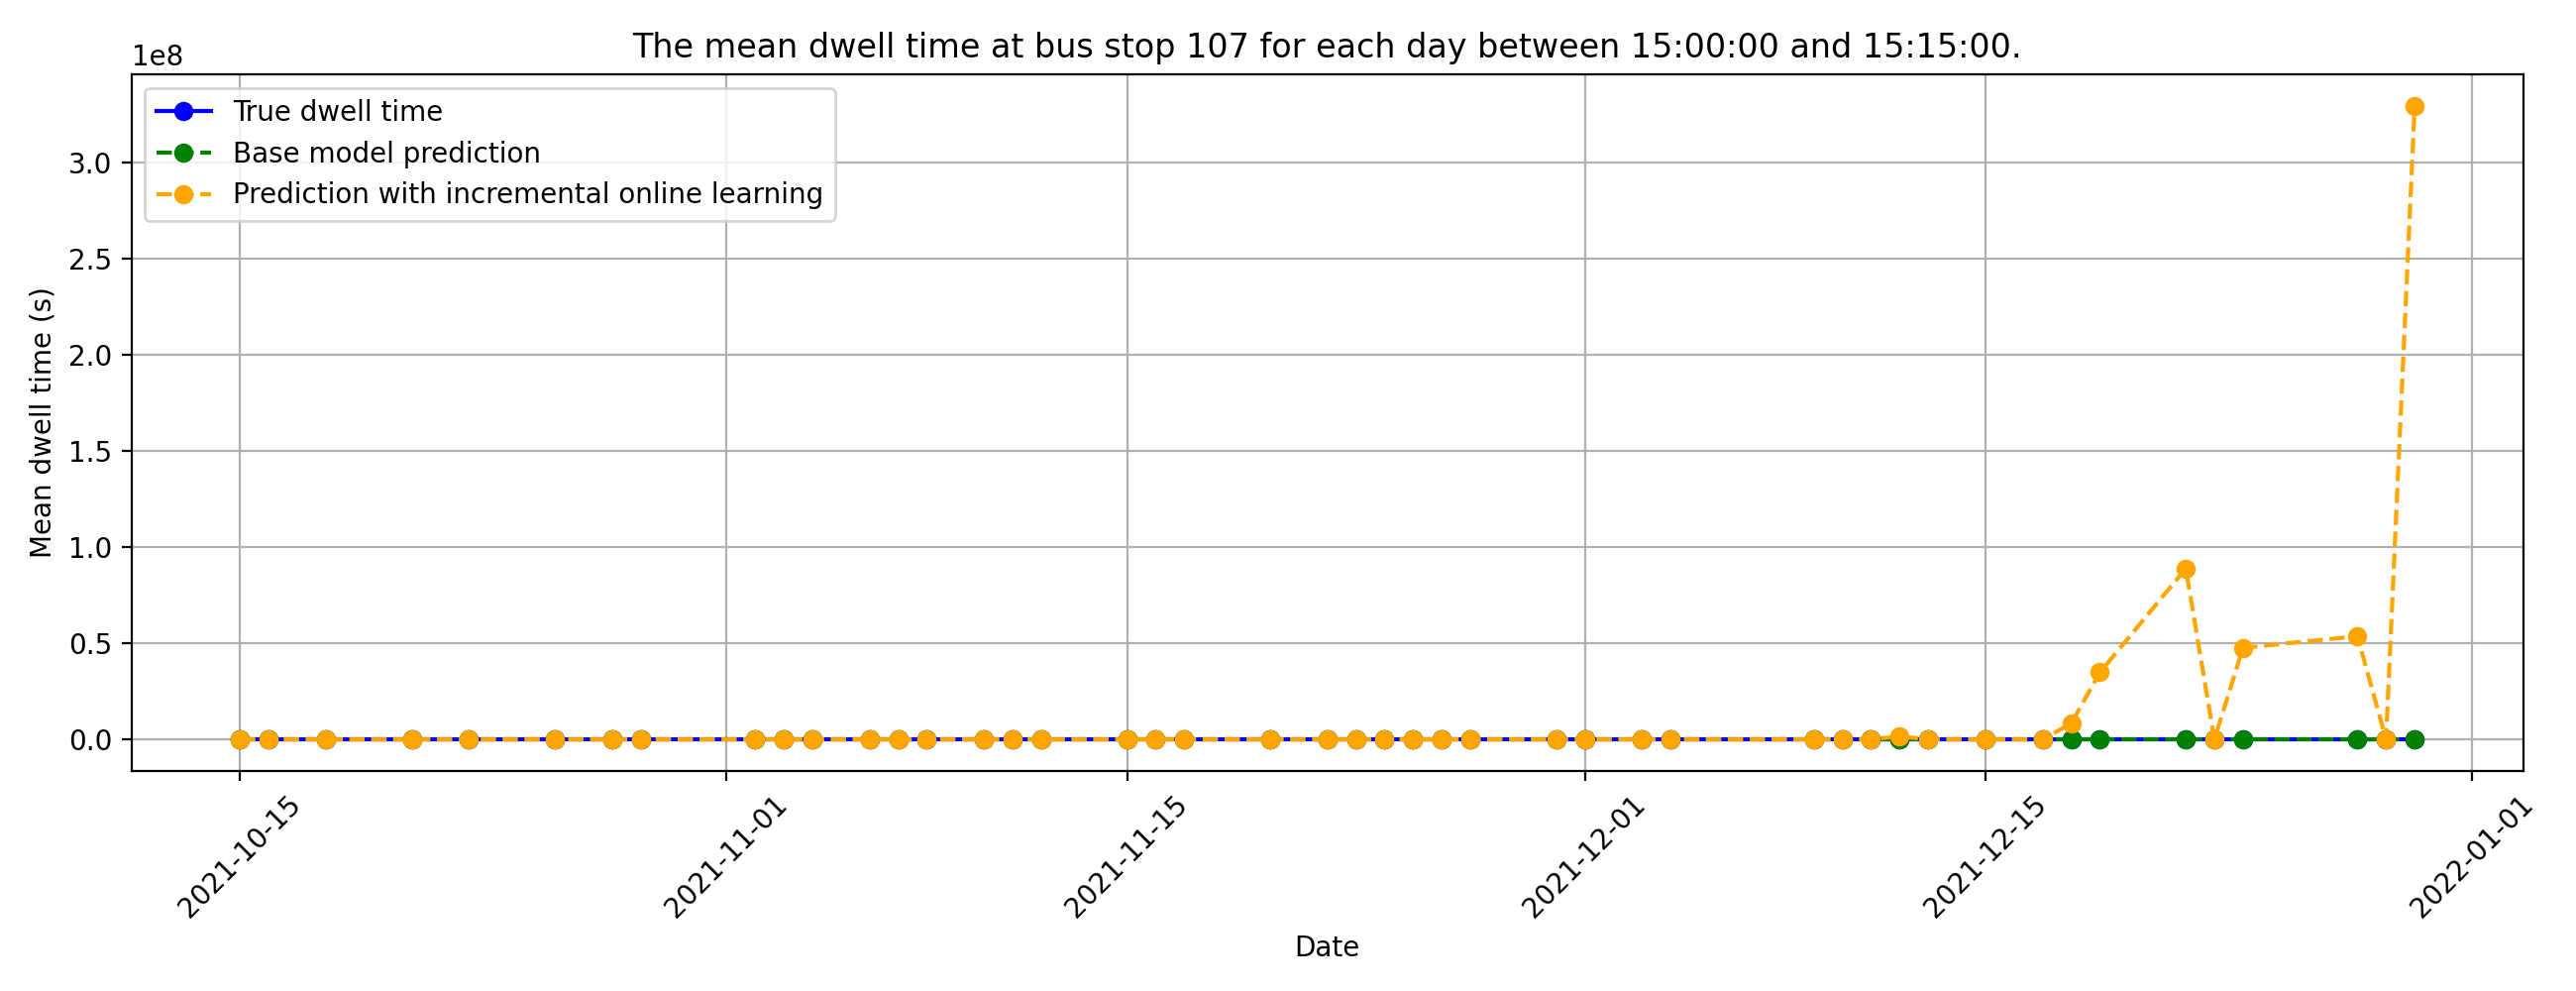 The mean dwell time at bus stop 107 for each day between 15:00:00 and 15:15:00.
1e8
True dwell time
Base model prediction
Prediction with incremental online learning
3.0
2.5
2.0
1.5
1.0
0.5
0.0
Mean dwell time (s)
2021-10-15
2021-11-01
2021-11-15
2021-12-01
2021-12-15
2022-01-01
Date